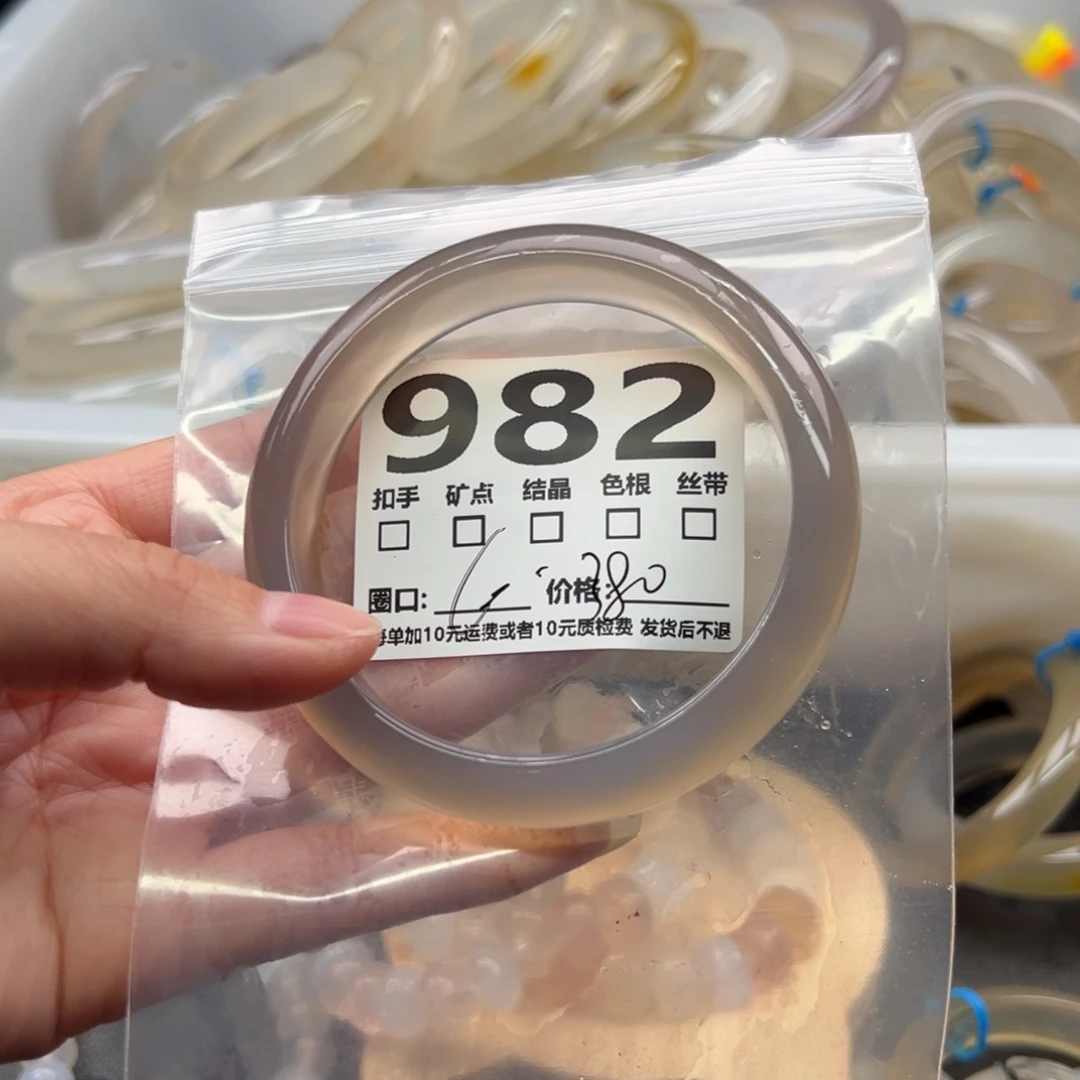 982
扣手 矿点 结晶 色根 丝带
圈口: 价格: 380
每单加10元运费或者10元质检费 发货后不退